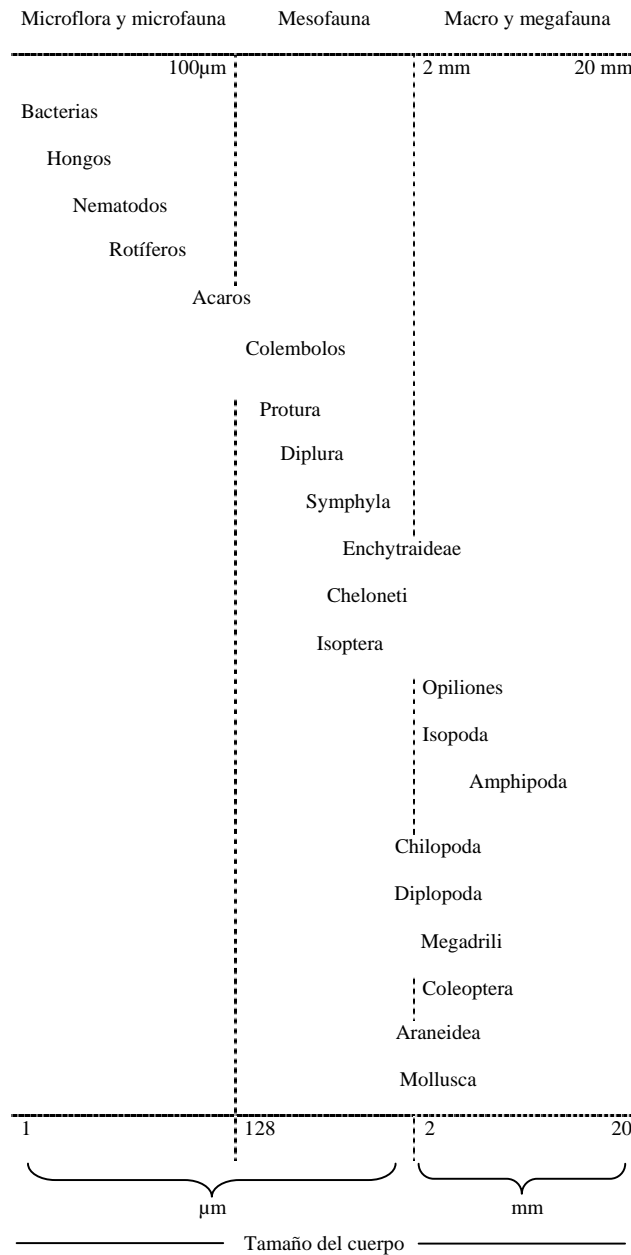 Microflora y microfauna Mesofauna Macro y megafauna
100µm 2 mm 20 mm
Bacterias
Hongos
Nematodos
Rotíferos
Acaros
Colembolos
Protura
Diplura
Symphyla
Enchytraideae
Cheloneti
Isoptera
Opiliones
Isopoda
Amphipoda
Chilopoda
Diplopoda
Megadrili
Coleoptera
Araneidea
Mollusca
1 128 2 20
µm mm
Tamaño del cuerpo